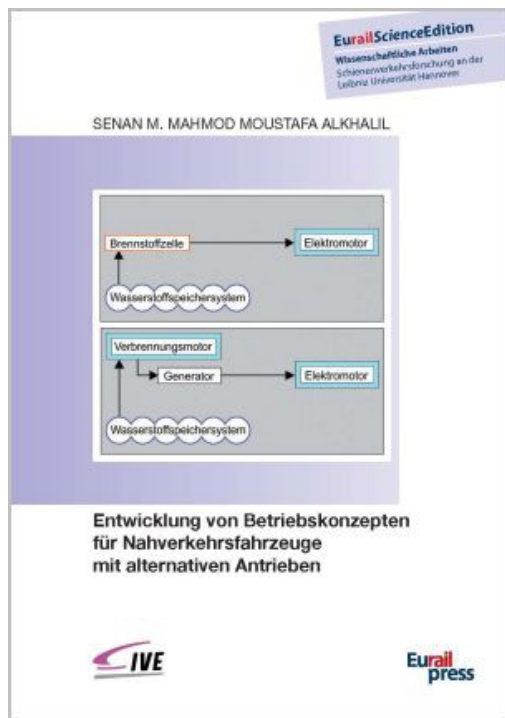 EurailScienceEdition
Wissenschaftliche Arbeiten
Schienenverkehrsforschung an der
Leibniz Universität Hannover
SENAN M. MAHMOD MOUSTAFA ALKHALIL
Brennstoffzelle
Elektromotor
Wasserstoffspeichersystem
Verbrennungsmotor
Generator
Elektromotor
Wasserstoffspeichersystem
Entwicklung von Betriebskonzepten
für Nahverkehrsfahrzeuge
mit alternativen Antrieben
IVE
Eurail
press